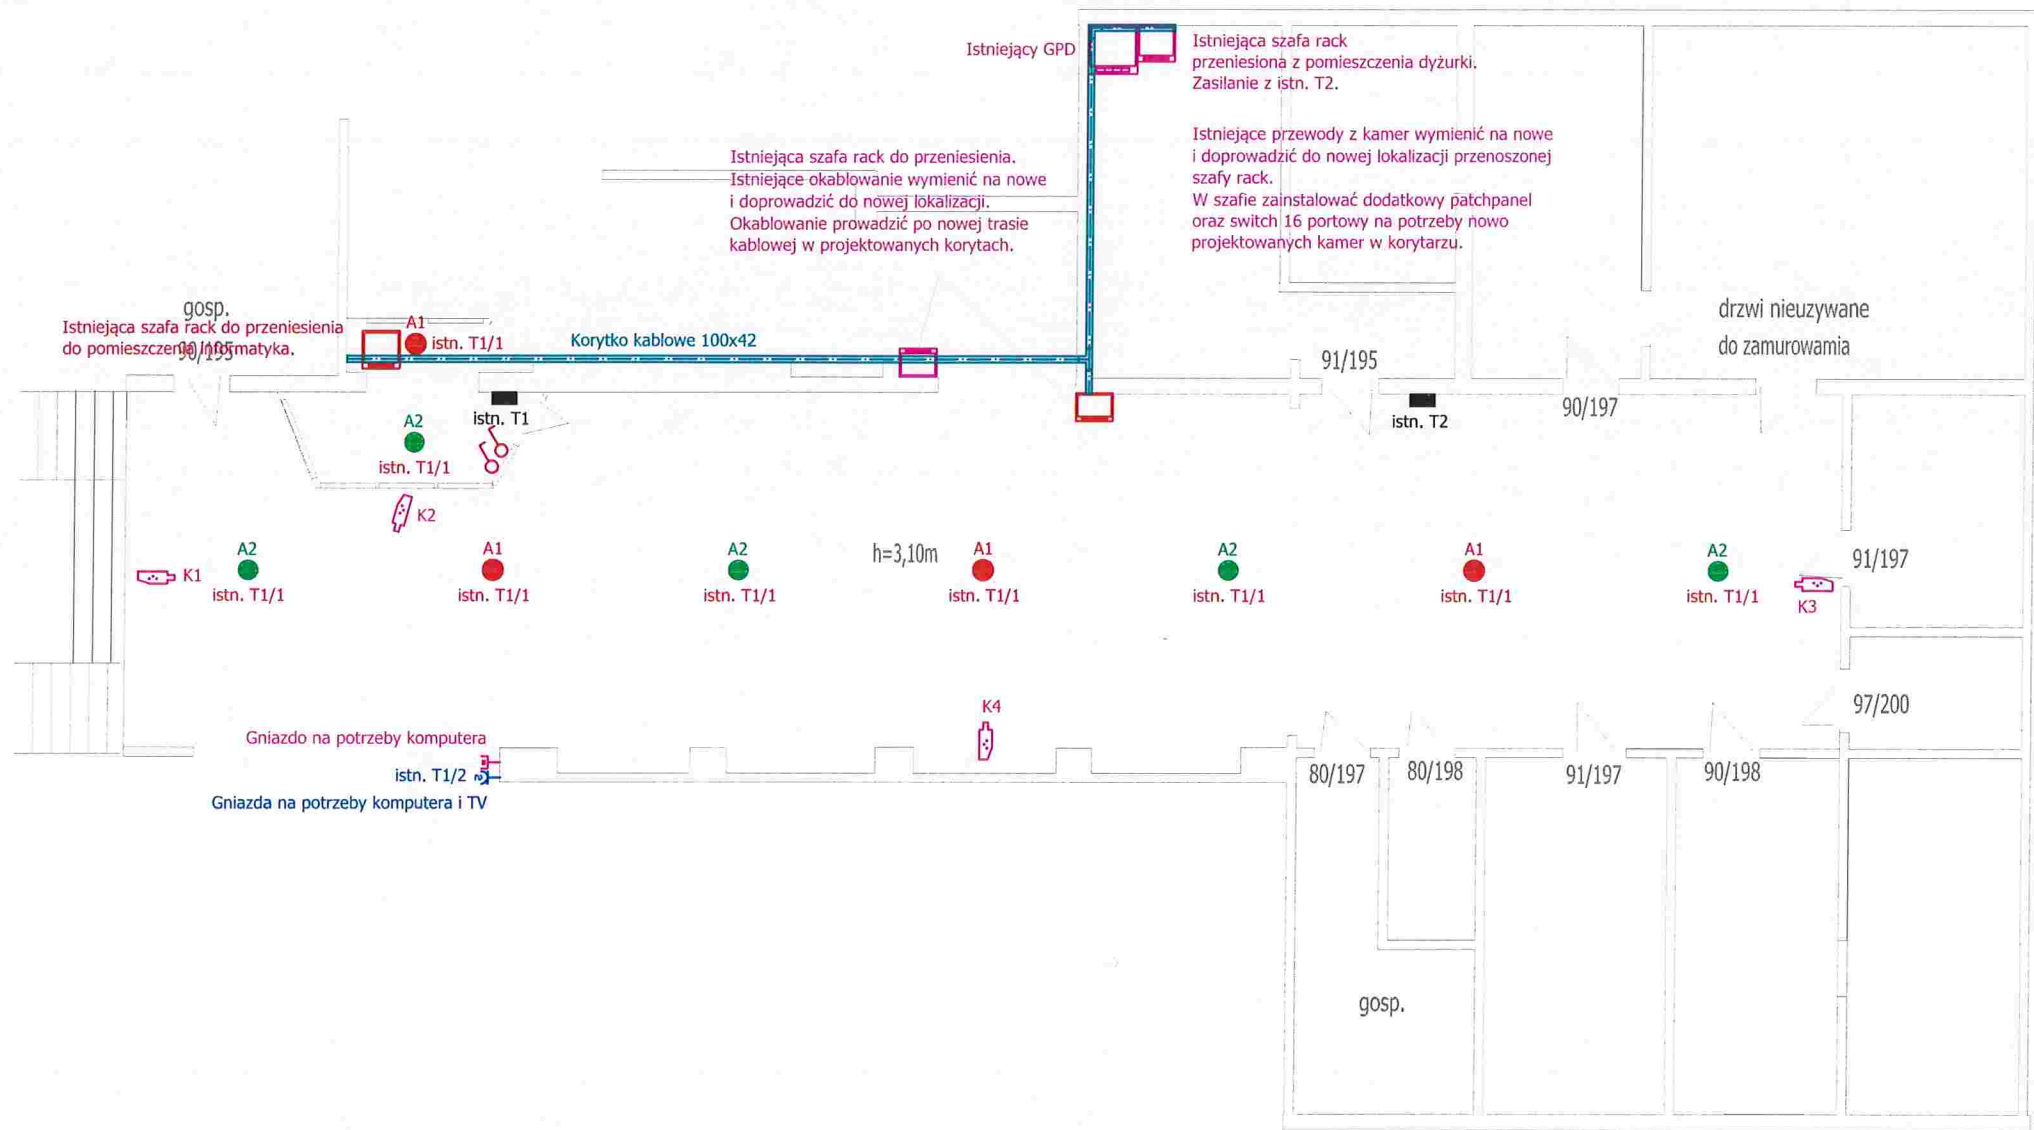 Istniejący GPD
Istniejąca szafa rack
przeniesiona z pomieszczenia dyżurki.
Zasilanie z istn. T2.
Istniejące przewody z kamer wymienić na nowe
i doprowadzić do nowej lokalizacji przenoszonej
szafy rack.
W szafie zainstalować dodatkowy patchpanel
oraz switch 16 portowy na potrzeby nowo
projektowanych kamer w korytarzu.
Istniejąca szafa rack do przeniesienia.
Istniejące okablowanie wymienić na nowe
i doprowadzić do nowej lokalizacji.
Okablowanie prowadzić po nowej trasie
kablowej w projektowanych korytach.
gosp.
90/195
Istniejąca szafa rack do przeniesienia
do pomieszczenia informatyka.
A1
istn. T1/1
Korytko kablowe 100x42
drzwi nieuzywane
do zamurowamia
91/195
90/197
istn. T1
istn. T2
A2
istn. T1/1
K2
K1
A2
istn. T1/1
A1
istn. T1/1
A2
istn. T1/1
h=3,10m
A1
istn. T1/1
A2
istn. T1/1
A1
istn. T1/1
A2
istn. T1/1
K3
91/197
97/200
K4
Gniazdo na potrzeby komputera
istn. T1/2
Gniazda na potrzeby komputera i TV
80/197
80/198
91/197
90/198
gosp.